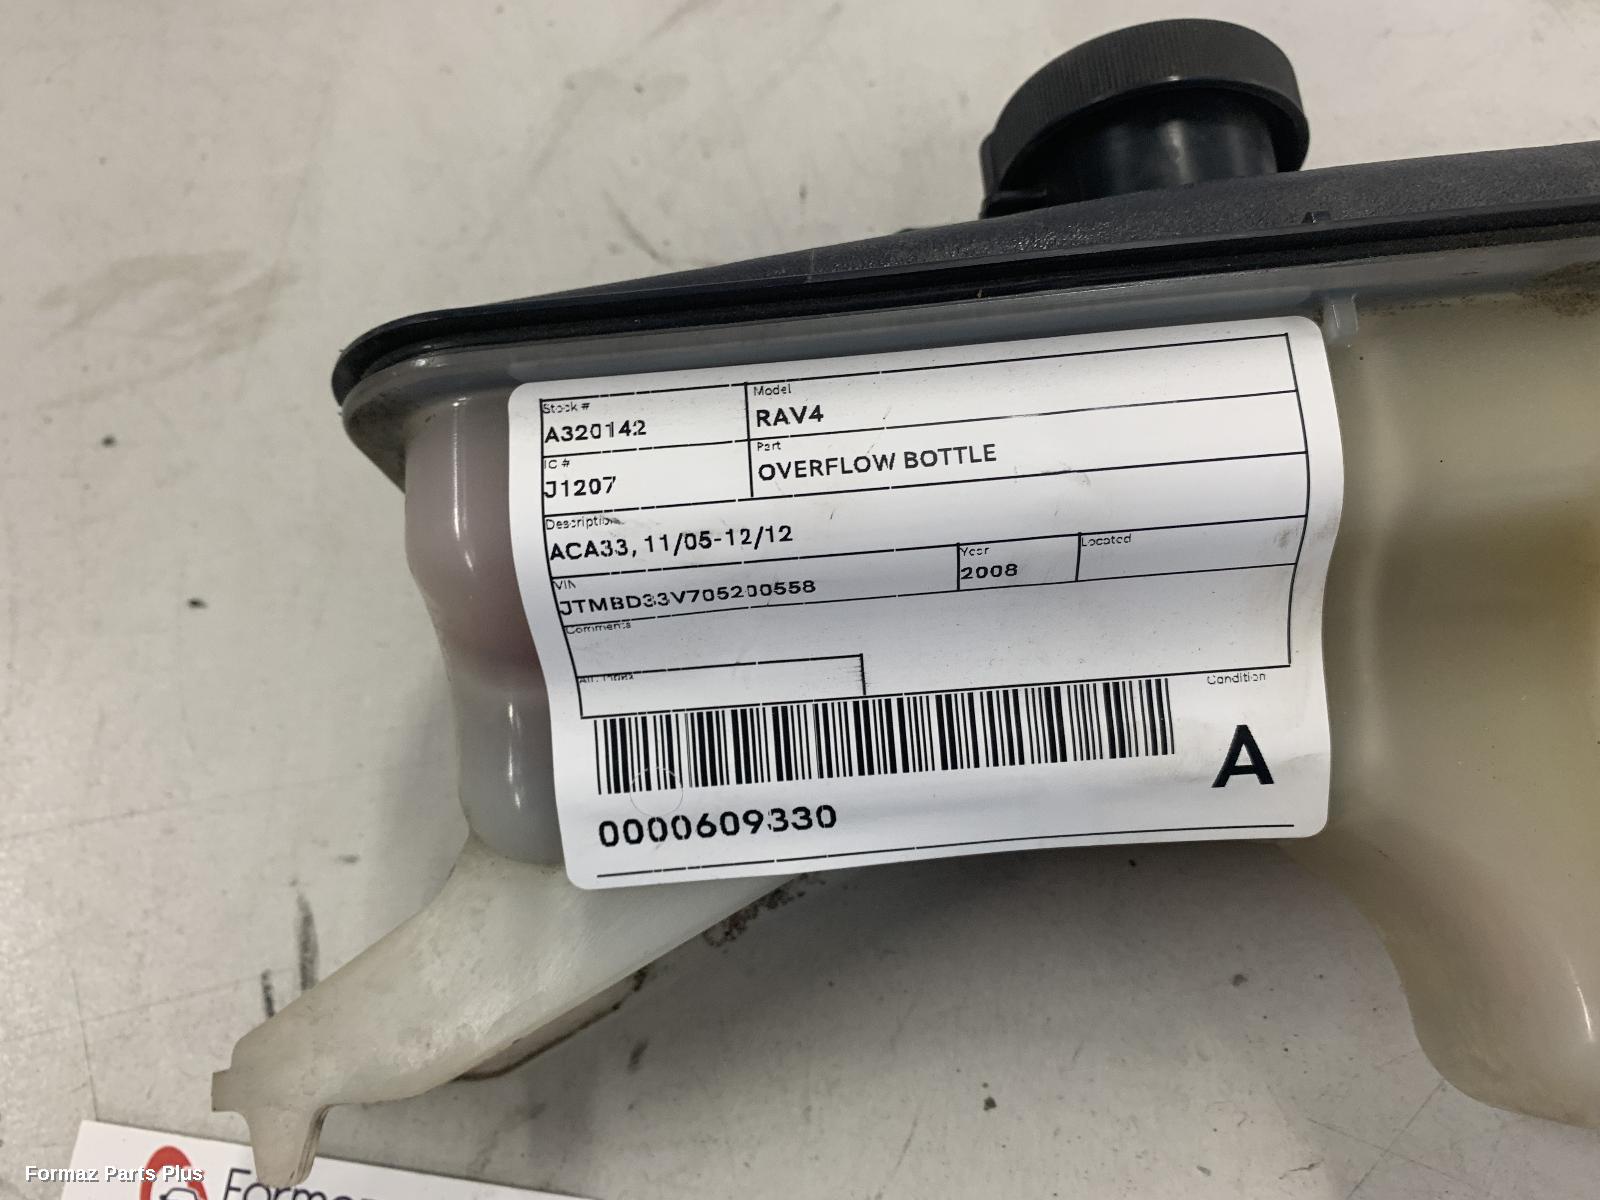 Stock #
A320142
Model
RAV4
IC #
J1207
Part
OVERFLOW BOTTLE
Description
ACA33, 11/05-12/12
VIN
JTMBD33V705200558
Year
2008
Located
Comments
Condition
A
0000609330
Formaz Parts Plus